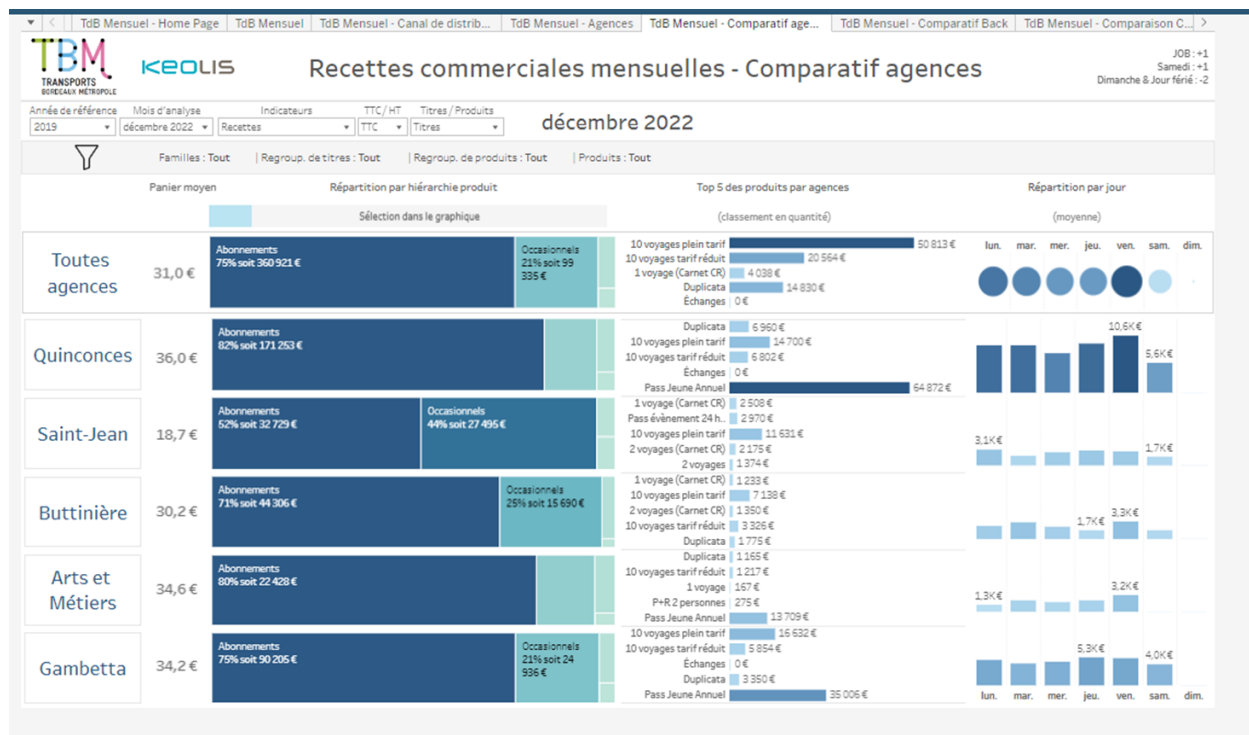 TdB Mensuel - Home Page
TdB Mensuel
TdB Mensuel - Canal de distrib...
TdB Mensuel - Agences
TdB Mensuel - Comparatif age...
TdB Mensuel - Comparatif Back
TdB Mensuel - Comparaison C...
TBM
TRANSPORTS
BORDEAUX MÉTROPOLE
KEOLIS
Recettes commerciales mensuelles - Comparatif agences
JOB : +1
Samedi : +1
Dimanche & Jour férié : -2
Année de référence
Mois d'analyse
Indicateurs
TTC / HT
Titres / Produits
2019
décembre 2022
Recettes
TTC
Titres
décembre 2022
Familles : Tout
| Regroup. de titres : Tout
| Regroup. de produits : Tout
| Produits : Tout
Panier moyen
Répartition par hiérarchie produit
Top 5 des produits par agences
Répartition par jour
Sélection dans le graphique
(classement en quantité)
(moyenne)
Toutes
agences
31,0 €
Abonnements
75% soit 360 921 €
Occasionnels
21% soit 99
335 €
10 voyages plein tarif 50 813 €
10 voyages tarif réduit 20 564 €
1 voyage (Carnet CR) 4 038 €
Duplicata 14 830 €
Échanges 0 €
lun. mar. mer. jeu. ven. sam. dim.
Quinconces
36,0 €
Abonnements
82% soit 171 253 €
Duplicata 6 960 €
10 voyages plein tarif 14 700 €
10 voyages tarif réduit 6 802 €
Échanges 0 €
Pass Jeune Annuel 64 872 €
10,6K €
5,6K €
Saint-Jean
18,7 €
Abonnements
52% soit 32 729 €
Occasionnels
44% soit 27 495 €
1 voyage (Carnet CR) 2 508 €
Pass évènement 24 h.. 2 970 €
10 voyages plein tarif 11 631 €
2 voyages (Carnet CR) 2 175 €
2 voyages 1 374 €
3,1K €
1,7K €
Buttinière
30,2 €
Abonnements
71% soit 44 306 €
Occasionnels
25% soit 15 690 €
1 voyage (Carnet CR) 1 233 €
10 voyages plein tarif 7 138 €
2 voyages (Carnet CR) 1 350 €
10 voyages tarif réduit 3 326 €
Duplicata 1 775 €
1,7K €
3,3K €
Arts et
Métiers
34,6 €
Abonnements
80% soit 22 428 €
Duplicata 1 165 €
10 voyages tarif réduit 1 217 €
1 voyage 167 €
P+R 2 personnes 275 €
Pass Jeune Annuel 13 709 €
1,3K €
3,2K €
Gambetta
34,2 €
Abonnements
75% soit 90 205 €
Occasionnels
21% soit 24
936 €
10 voyages plein tarif 16 632 €
10 voyages tarif réduit 5 854 €
Échanges 0 €
Duplicata 3 350 €
Pass Jeune Annuel 35 006 €
5,3K €
4,0K €
lun. mar. mer. jeu. ven. sam. dim.